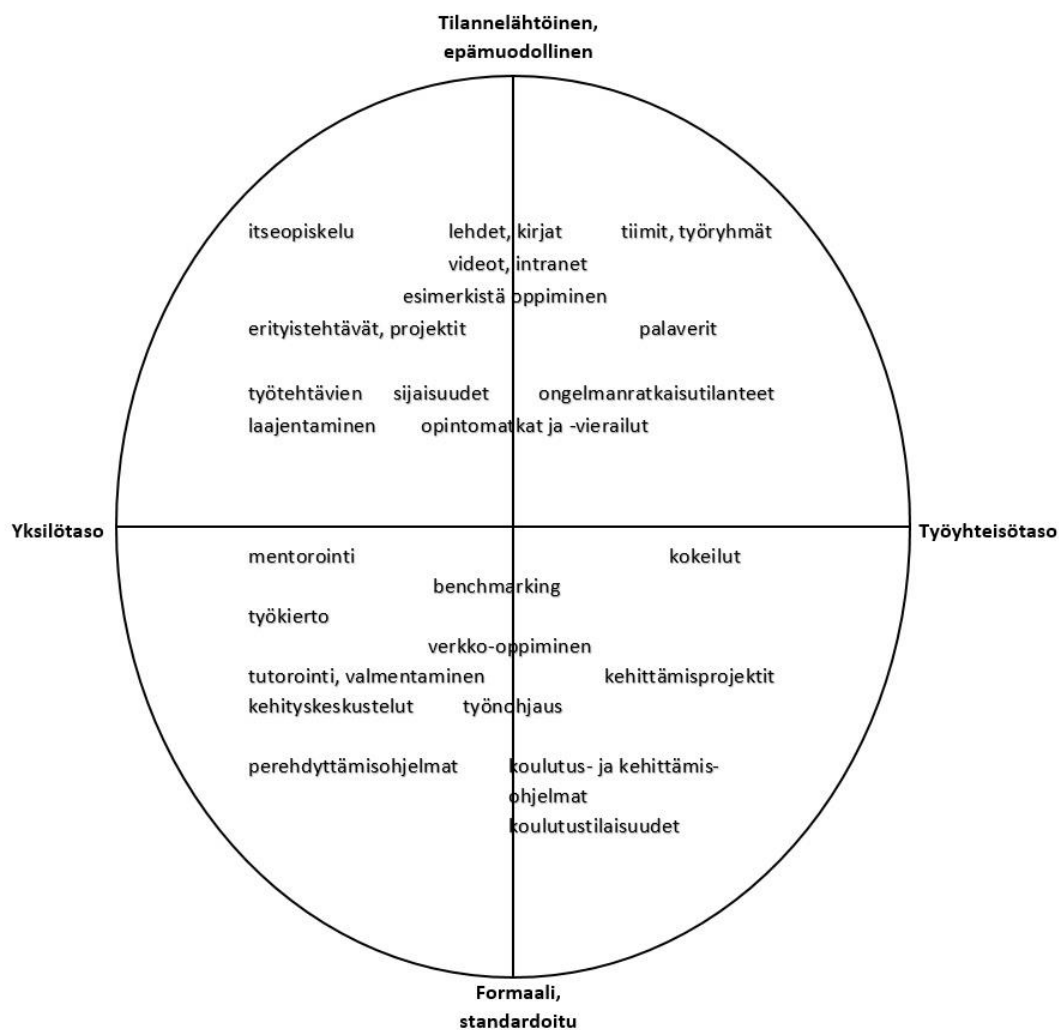 Tilannelähtöinen,
epämuodollinen
itseopiskelu lehdet, kirjat tiimit, työryhmät
videot, intranet
esimerkistä oppiminen
erityistehtävät, projektit palaverit
työtehtävien sijaisuudet ongelmanratkaisutilanteet
laajentaminen opintomatkat ja -vierailut
Yksilötaso Työyhteisötaso
mentorointi kokeilut
benchmarking
työkierto
verkko-oppiminen
tutorointi, valmentaminen kehittämisprojektit
kehityskeskustelut työnohjaus
perehdyttämisohjelmat koulutus- ja kehittämis-
ohjelmat
koulutustilaisuudet
Formaali,
standardoitu